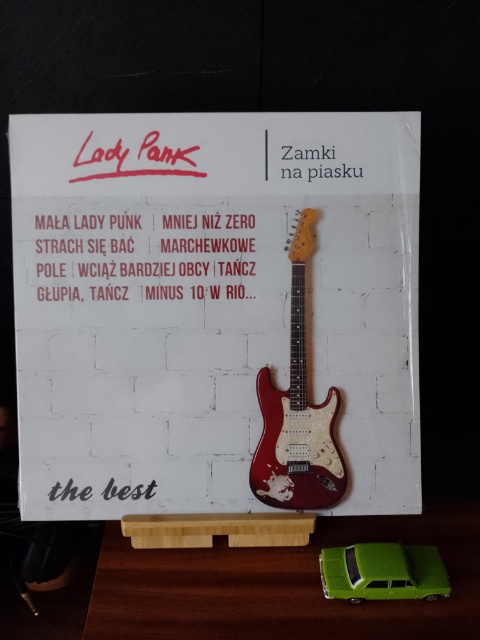 Lady Pank
Zamki
na piasku
MAŁA LADY PUNK | MNIEJ NIŻ ZERO
STRACH SIĘ BAĆ | MARCHEWKOWE
POLE | WCIĄŻ BARDZIEJ OBCY | TAŃCZ
GŁUPIA, TAŃCZ | MINUS 10 W RIO...
the best